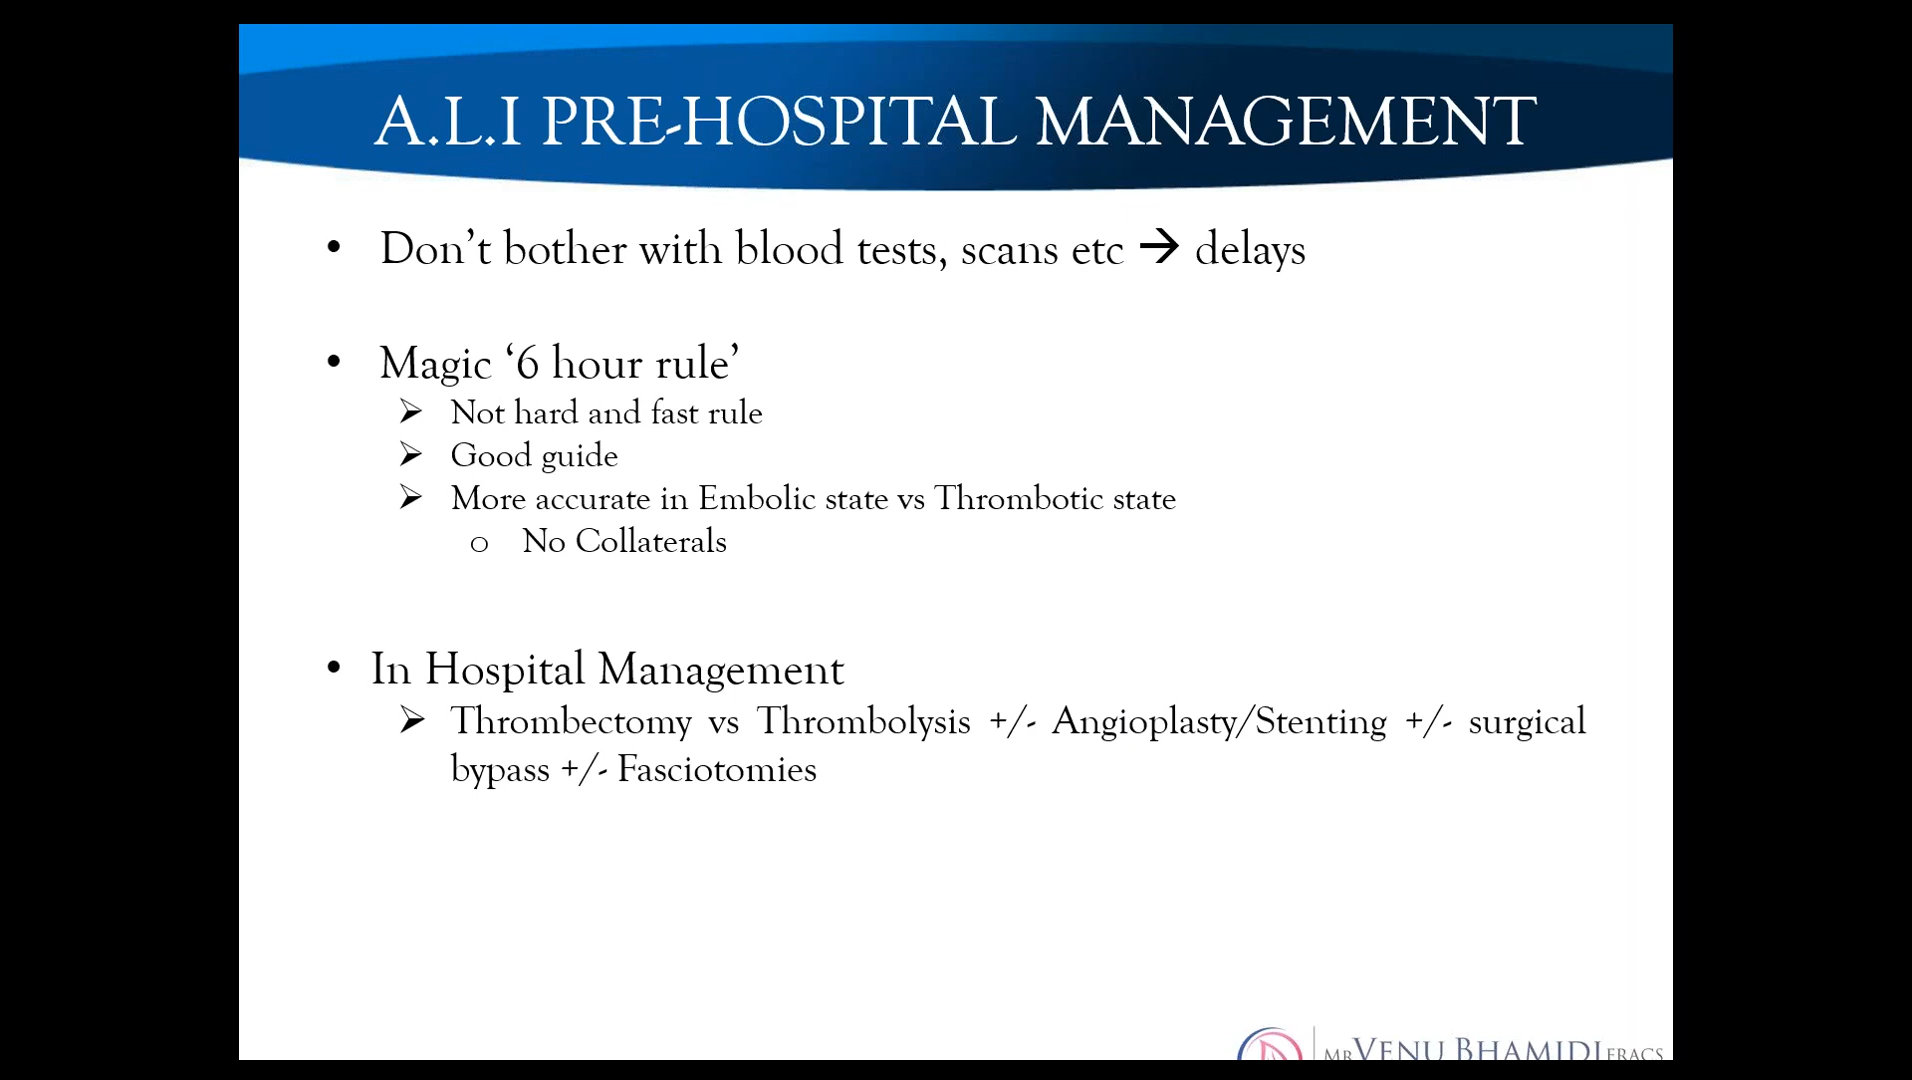 A.L.I PRE-HOSPITAL MANAGEMENT
• Don’t bother with blood tests, scans etc → delays
• Magic ‘6 hour rule’
➢ Not hard and fast rule
➢ Good guide
➢ More accurate in Embolic state vs Thrombotic state
o No Collaterals
• In Hospital Management
➢ Thrombectomy vs Thrombolysis +/- Angioplasty/Stenting +/- surgical
bypass +/- Fasciotomies
MR VENU BHAMIDI FRACS